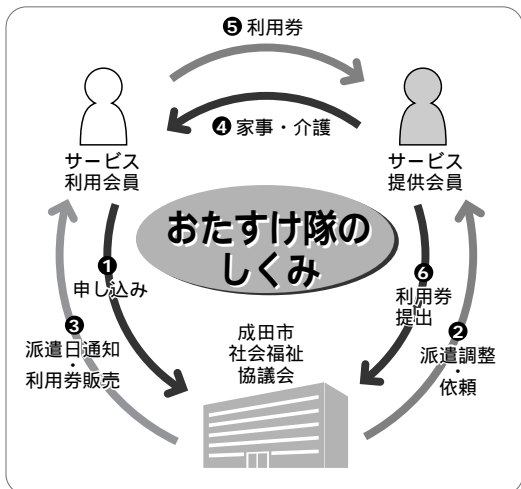 ❺ 利用券
❹ 家事・介護
サービス
利用会員
サービス
提供会員
おたすけ隊の
しくみ
❶
申し込み
❻
利用券
提出
❸
派遣日通知
・
利用券販売
成田市
社会福祉
協議会
❷
派遣調整
・
依頼